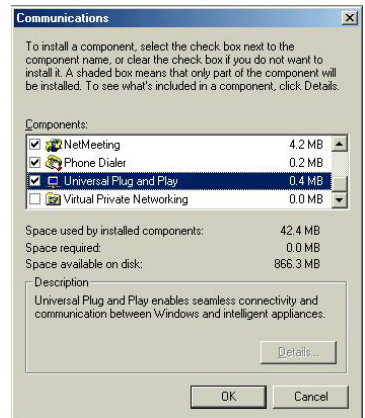 Communications
To install a component, select the check box next to the
component name, or clear the check box if you do not want to
install it. A shaded box means that only part of the component will
be installed. To see what's included in a component, click Details.
Components:
NetMeeting 4.2 MB
Phone Dialer 0.2 MB
Universal Plug and Play 0.4 MB
Virtual Private Networking 0.0 MB
Space used by installed components: 42.4 MB
Space required: 0.0 MB
Space available on disk: 866.3 MB
Description
Universal Plug and Play enables seamless connectivity and
communication between Windows and intelligent appliances.
Details...
OK Cancel